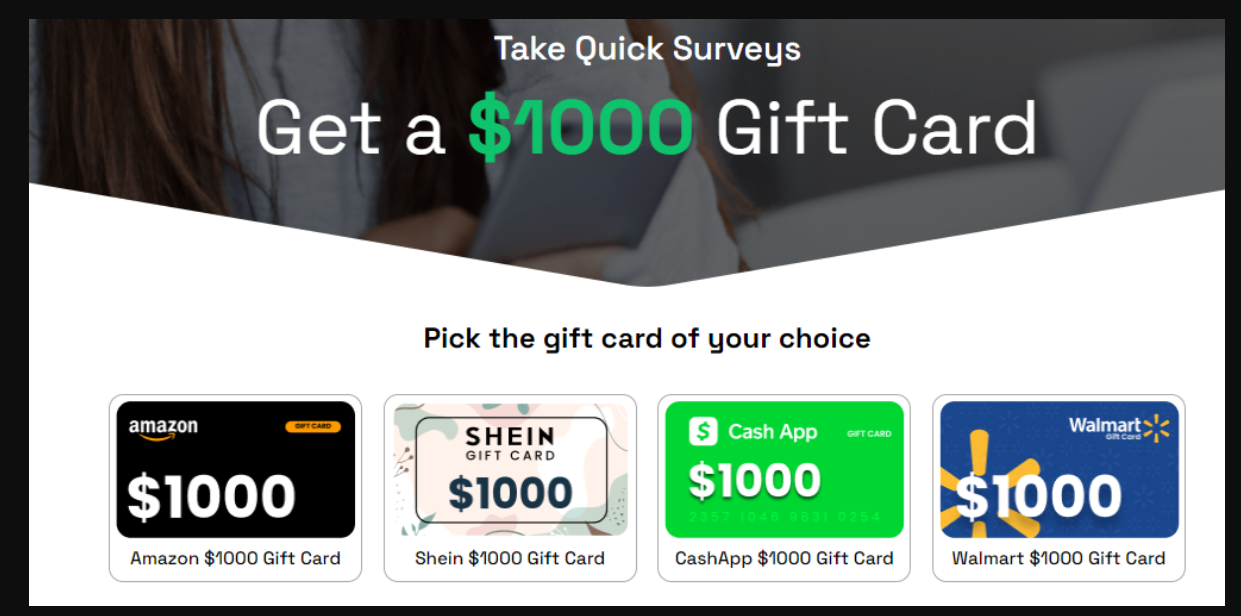 Take Quick Surveys
Get a $1000 Gift Card
Pick the gift card of your choice
amazon
GIFT CARD
$1000
Amazon $1000 Gift Card
SHEIN
GIFT CARD
$1000
Shein $1000 Gift Card
$ Cash App
GIFT CARD
$1000
2357 1046 9831 0254
CashApp $1000 Gift Card
Walmart
Gift Card
$1000
Walmart $1000 Gift Card